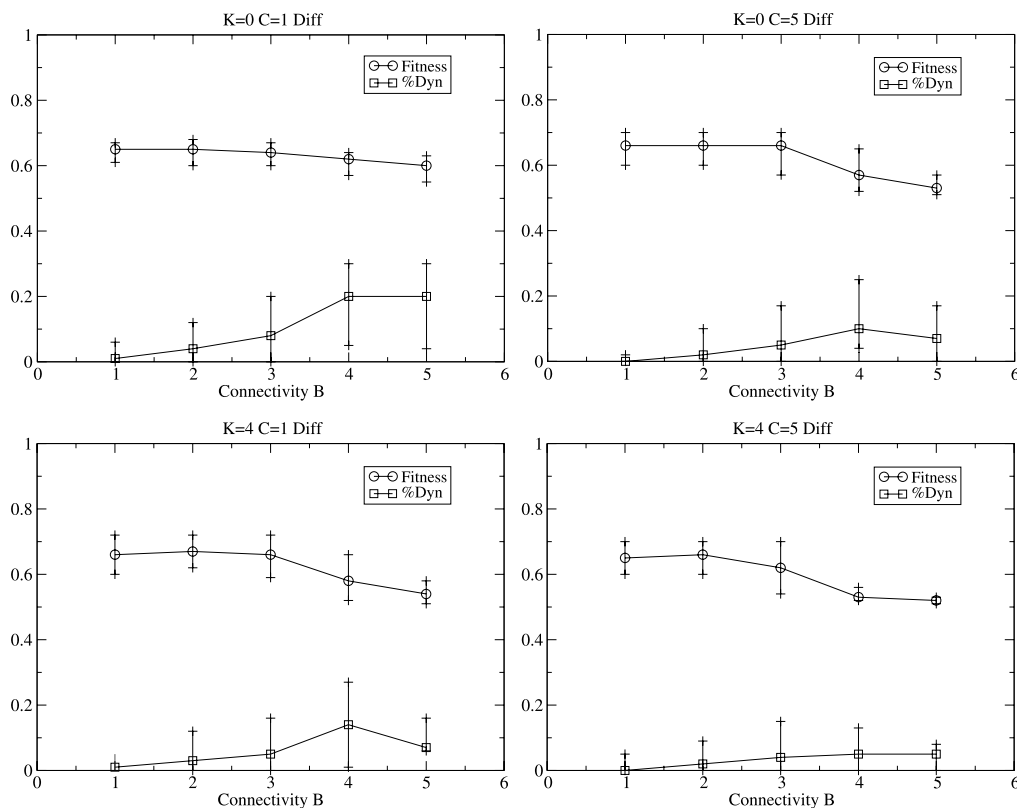 K=0 C=1 Diff
1
0.8
0.6
0.4
0.2
0
Fitness
%Dyn
0 1 2 3 4 5 6
Connectivity B
K=0 C=5 Diff
1
0.8
0.6
0.4
0.2
0
Fitness
%Dyn
0 1 2 3 4 5 6
Connectivity B
K=4 C=1 Diff
1
0.8
0.6
0.4
0.2
0
Fitness
%Dyn
0 1 2 3 4 5 6
Connectivity B
K=4 C=5 Diff
1
0.8
0.6
0.4
0.2
0
Fitness
%Dyn
0 1 2 3 4 5 6
Connectivity B